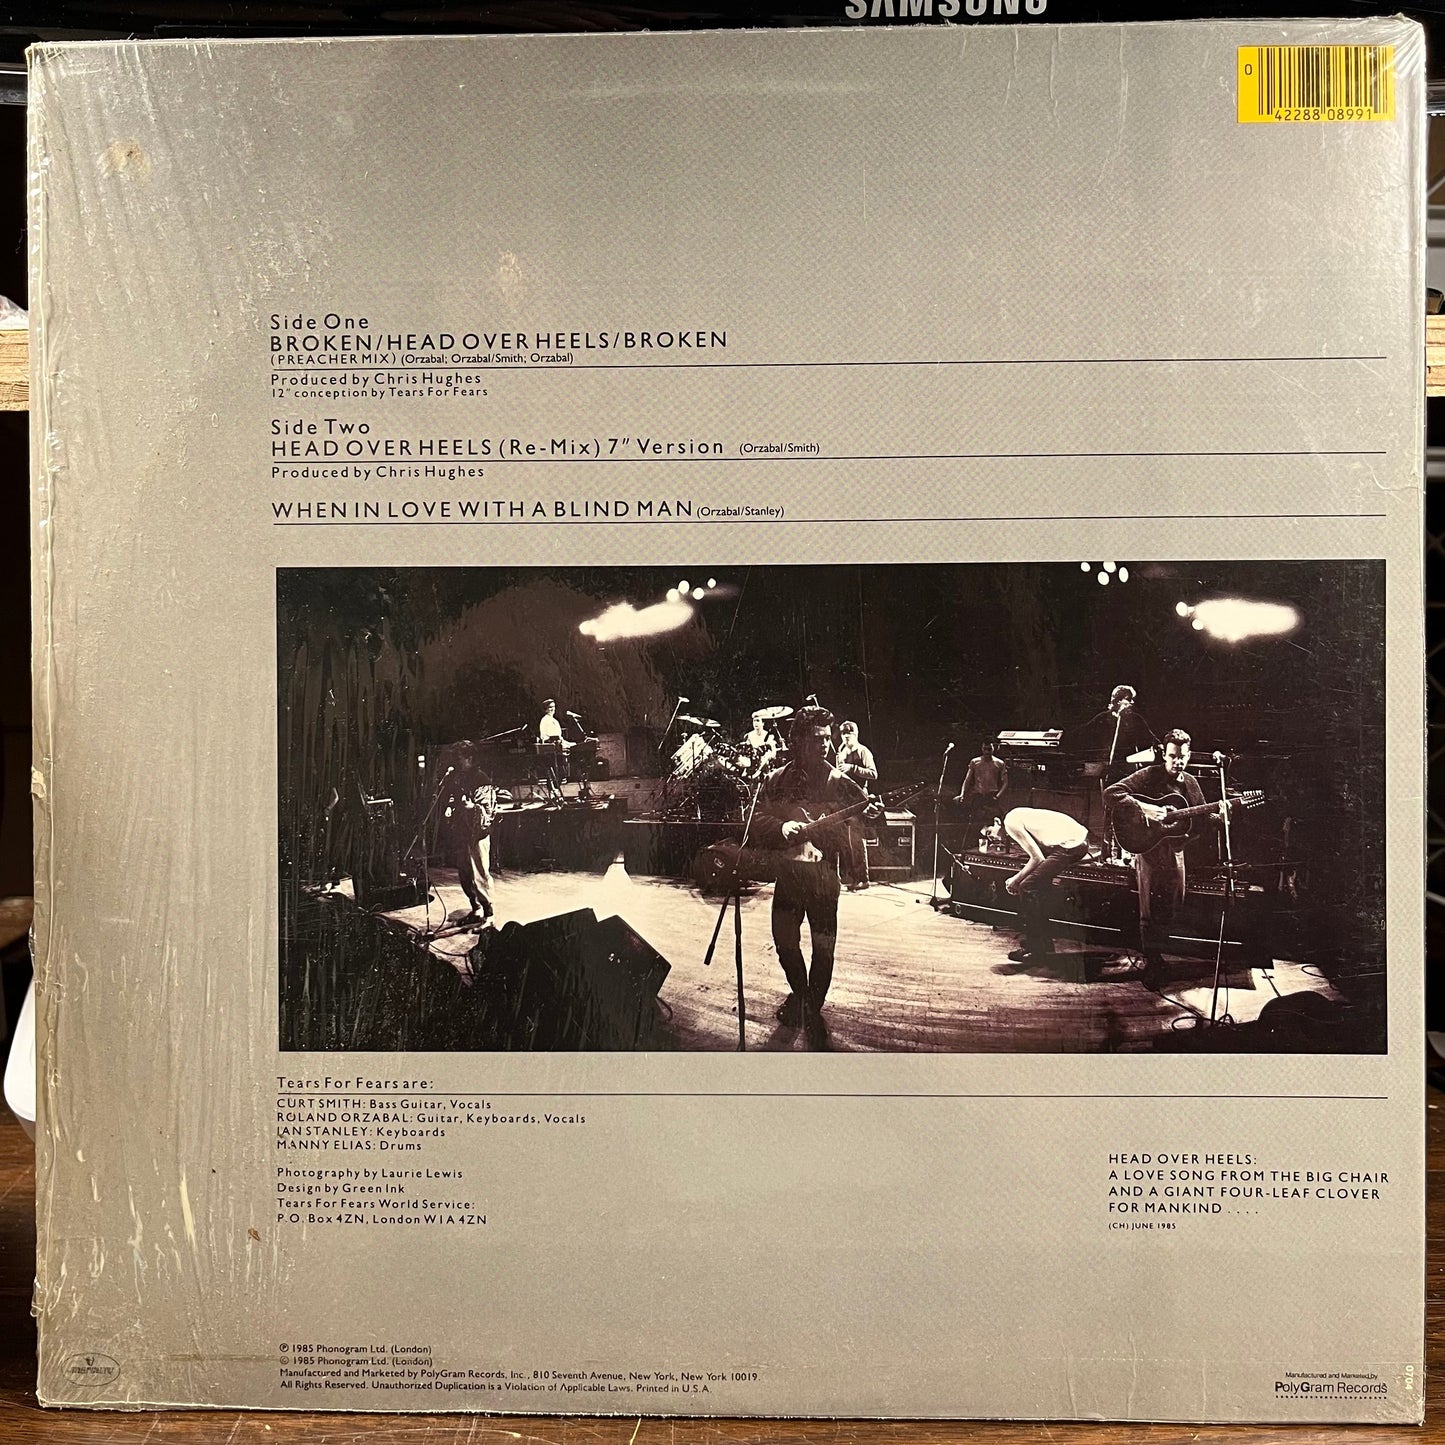 SAMSUNG
0
42288 08991
Side One
BROKEN/HEAD OVER HEELS/BROKEN
(PREACHER MIX) (Orzabal; Orzabal/Smith; Orzabal)
Produced by Chris Hughes
12" conception by Tears For Fears
Side Two
HEAD OVER HEELS (Re-Mix) 7" Version (Orzabal/Smith)
Produced by Chris Hughes
WHEN IN LOVE WITH A BLIND MAN (Orzabal/Stanley)
Tears For Fears are:
CURT SMITH: Bass Guitar, Vocals
ROLAND ORZABAL: Guitar, Keyboards, Vocals
IAN STANLEY: Keyboards
MANNY ELIAS: Drums
Photography by Laurie Lewis
Design by Green Ink
Tears For Fears World Service:
P.O. Box 4ZN, London W1A 4ZN
HEAD OVER HEELS:
A LOVE SONG FROM THE BIG CHAIR
AND A GIANT FOUR-LEAF CLOVER
FOR MANKIND . . . .
(CH) JUNE 1985
℗ 1985 Phonogram Ltd. (London)
© 1985 Phonogram Ltd. (London)
Manufactured and Marketed by PolyGram Records, Inc., 810 Seventh Avenue, New York, New York 10019.
All Rights Reserved. Unauthorized Duplication is a Violation of Applicable Laws. Printed in U.S.A.
mercury
Manufactured and Marketed by
PolyGram Records
0704